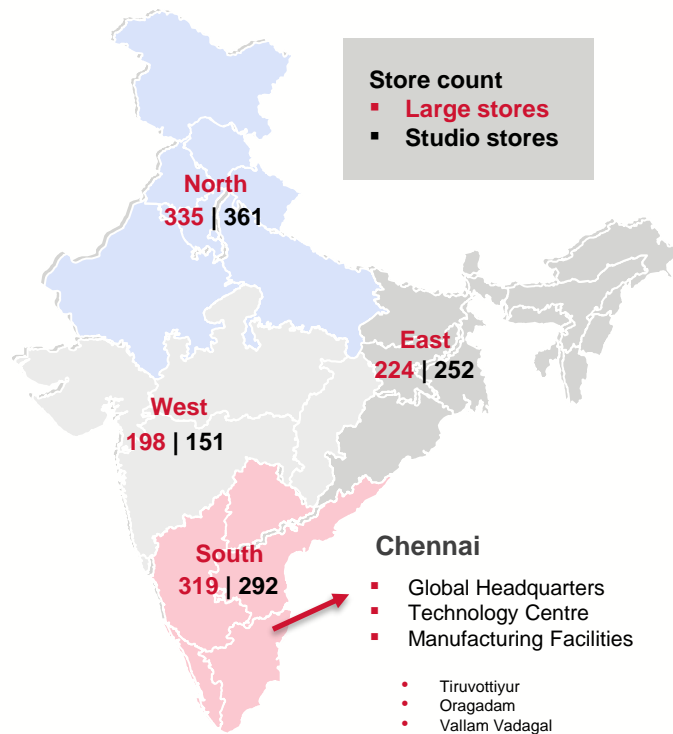 Store count
▪ Large stores
▪ Studio stores
North
335 | 361
East
224 | 252
West
198 | 151
South
319 | 292
Chennai
▪ Global Headquarters
▪ Technology Centre
▪ Manufacturing Facilities
• Tiruvottiyur
• Oragadam
• Vallam Vadagal